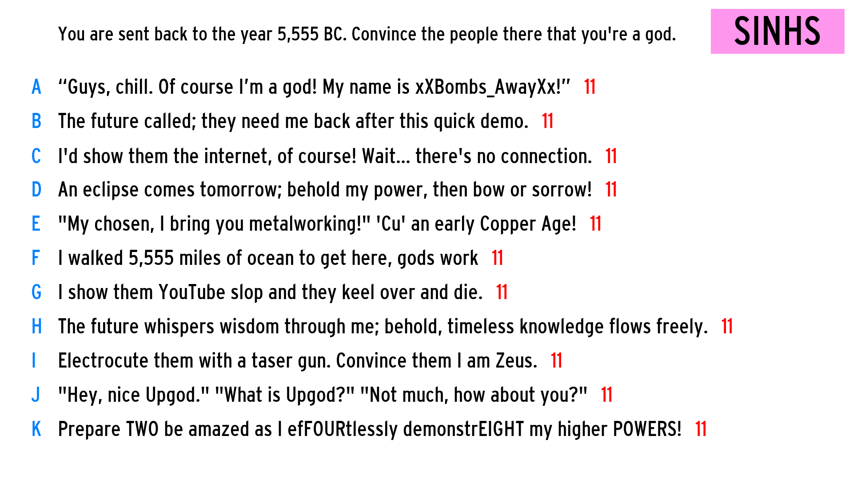 You are sent back to the year 5,555 BC. Convince the people there that you're a god.
SINHS
A “Guys, chill. Of course I’m a god! My name is xXBombs_AwayXx!” 11
B The future called; they need me back after this quick demo. 11
C I'd show them the internet, of course! Wait... there's no connection. 11
D An eclipse comes tomorrow; behold my power, then bow or sorrow! 11
E "My chosen, I bring you metalworking!" 'Cu' an early Copper Age! 11
F I walked 5,555 miles of ocean to get here, gods work 11
G I show them YouTube slop and they keel over and die. 11
H The future whispers wisdom through me; behold, timeless knowledge flows freely. 11
I Electrocute them with a taser gun. Convince them I am Zeus. 11
J "Hey, nice Upgod." "What is Upgod?" "Not much, how about you?" 11
K Prepare TWO be amazed as I efFOURtlessly demonstrEIGHT my higher POWERS! 11